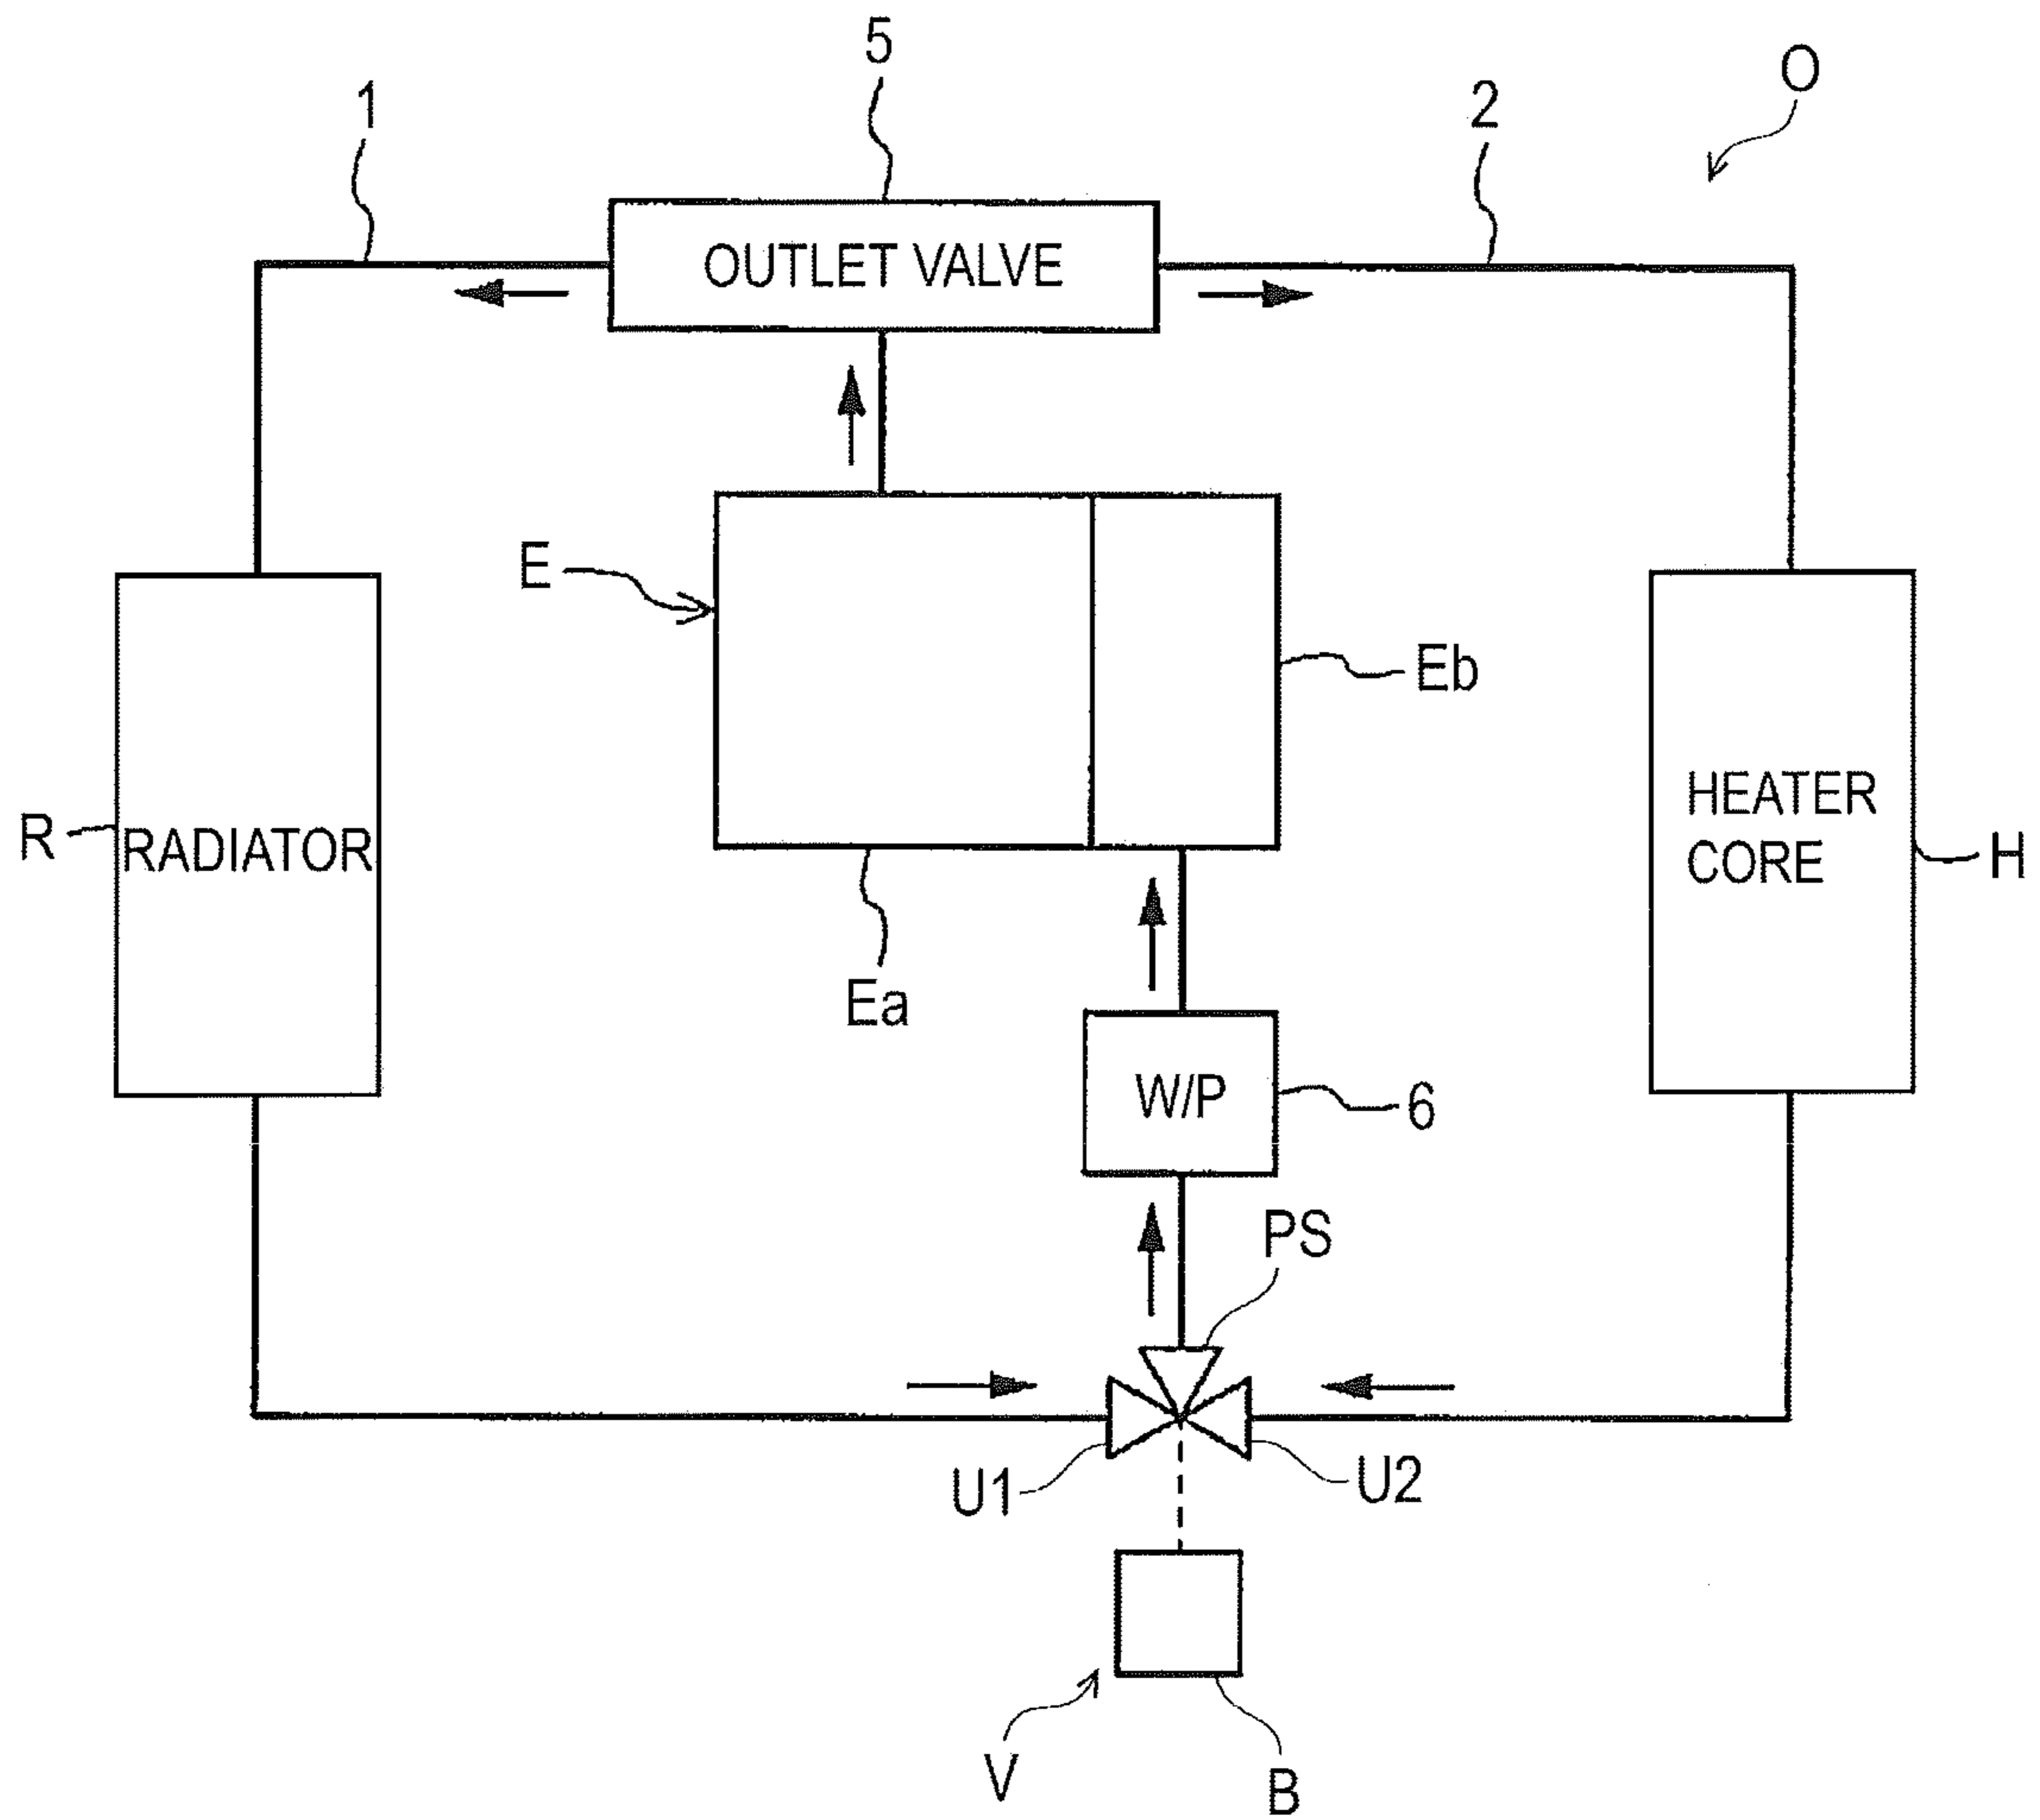 5
O
1
2
OUTLET VALVE
E
Eb
HEATER
CORE
R
RADIATOR
H
Ea
W/P
6
PS
U1
U2
V
B